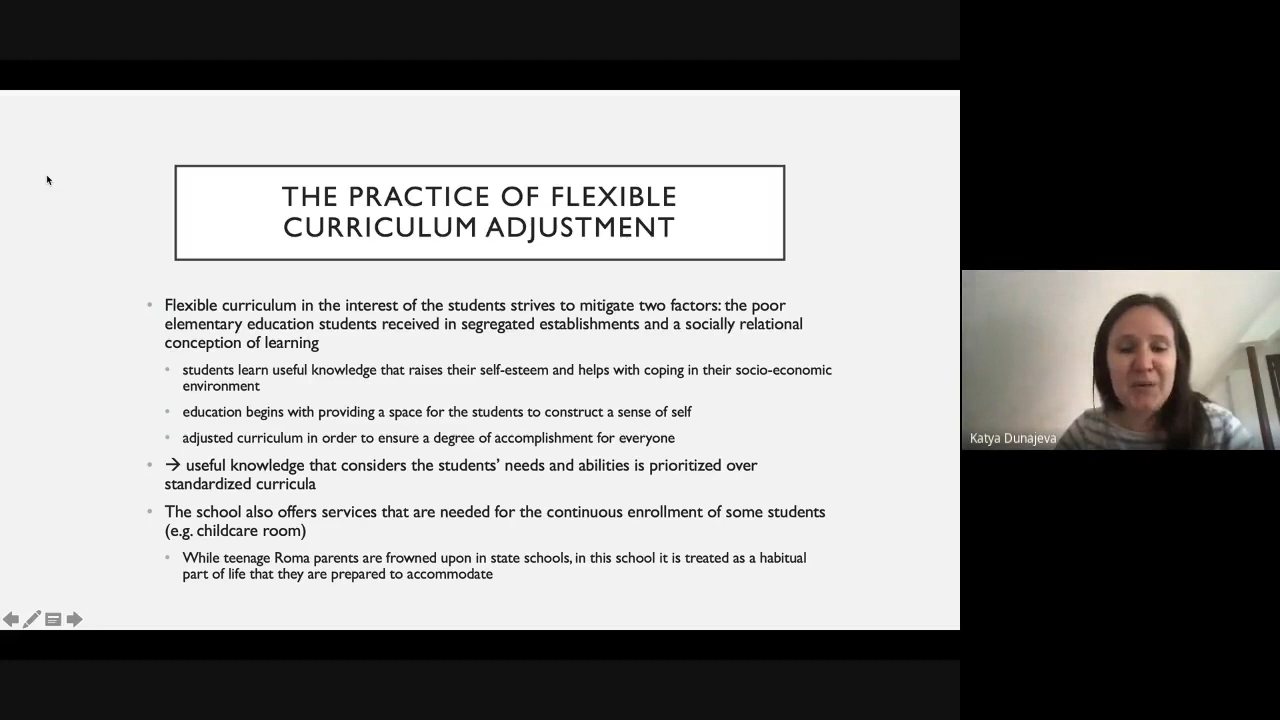 THE PRACTICE OF FLEXIBLE
CURRICULUM ADJUSTMENT
• Flexible curriculum in the interest of the students strives to mitigate two factors: the poor
elementary education students received in segregated establishments and a socially relational
conception of learning
• students learn useful knowledge that raises their self-esteem and helps with coping in their socio-economic
environment
• education begins with providing a space for the students to construct a sense of self
• adjusted curriculum in order to ensure a degree of accomplishment for everyone
• → useful knowledge that considers the students’ needs and abilities is prioritized over
standardized curricula
• The school also offers services that are needed for the continuous enrollment of some students
(e.g. childcare room)
• While teenage Roma parents are frowned upon in state schools, in this school it is treated as a habitual
part of life that they are prepared to accommodate
Katya Dunajeva